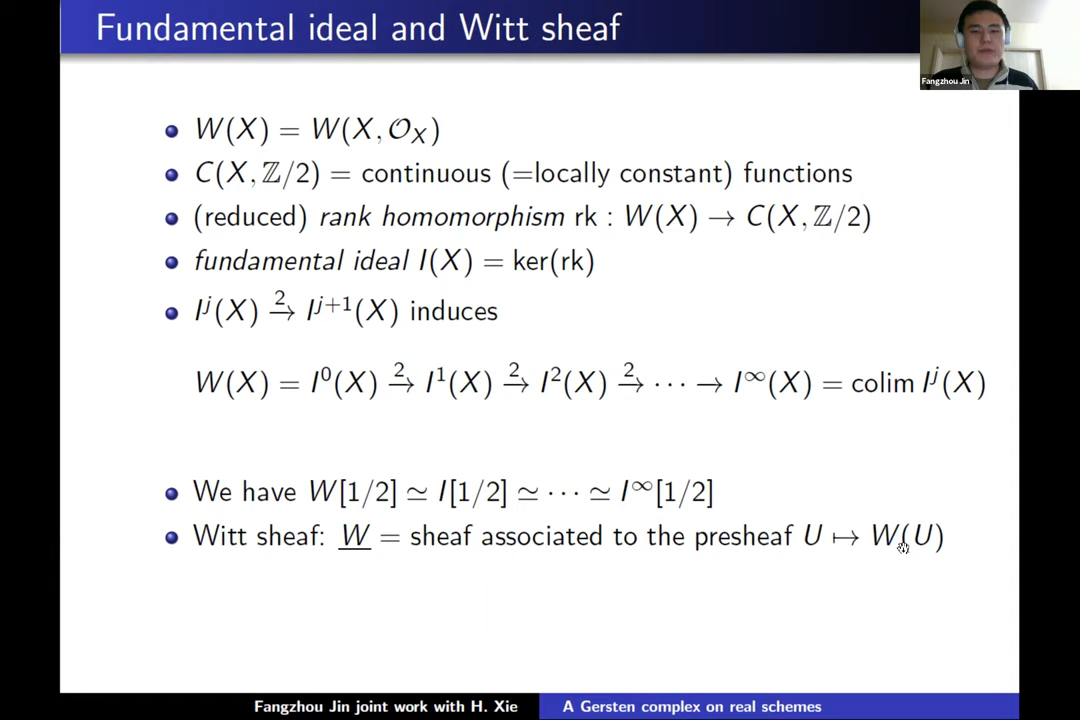 Fundamental ideal and Witt sheaf
Fangzhou Jin
W(X) = W(X, 𝒪_X)
C(X, ℤ/2) = continuous (=locally constant) functions
(reduced) rank homomorphism rk : W(X) → C(X, ℤ/2)
fundamental ideal I(X) = ker(rk)
I^j(X) →^2 I^{j+1}(X) induces
W(X) = I^0(X) →^2 I^1(X) →^2 I^2(X) →^2 ⋯ → I^∞(X) = colim I^j(X)
We have W[1/2] ≃ I[1/2] ≃ ⋯ ≃ I^∞[1/2]
Witt sheaf: W = sheaf associated to the presheaf U ↦ W(U)
Fangzhou Jin joint work with H. Xie
A Gersten complex on real schemes